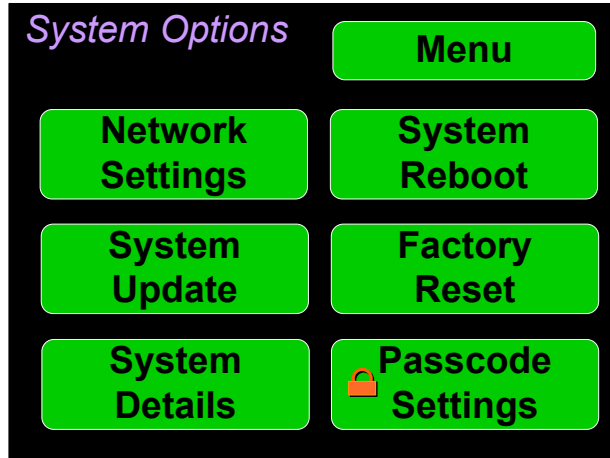 System Options
Menu
Network
Settings
System
Reboot
System
Update
Factory
Reset
System
Details
Passcode
Settings